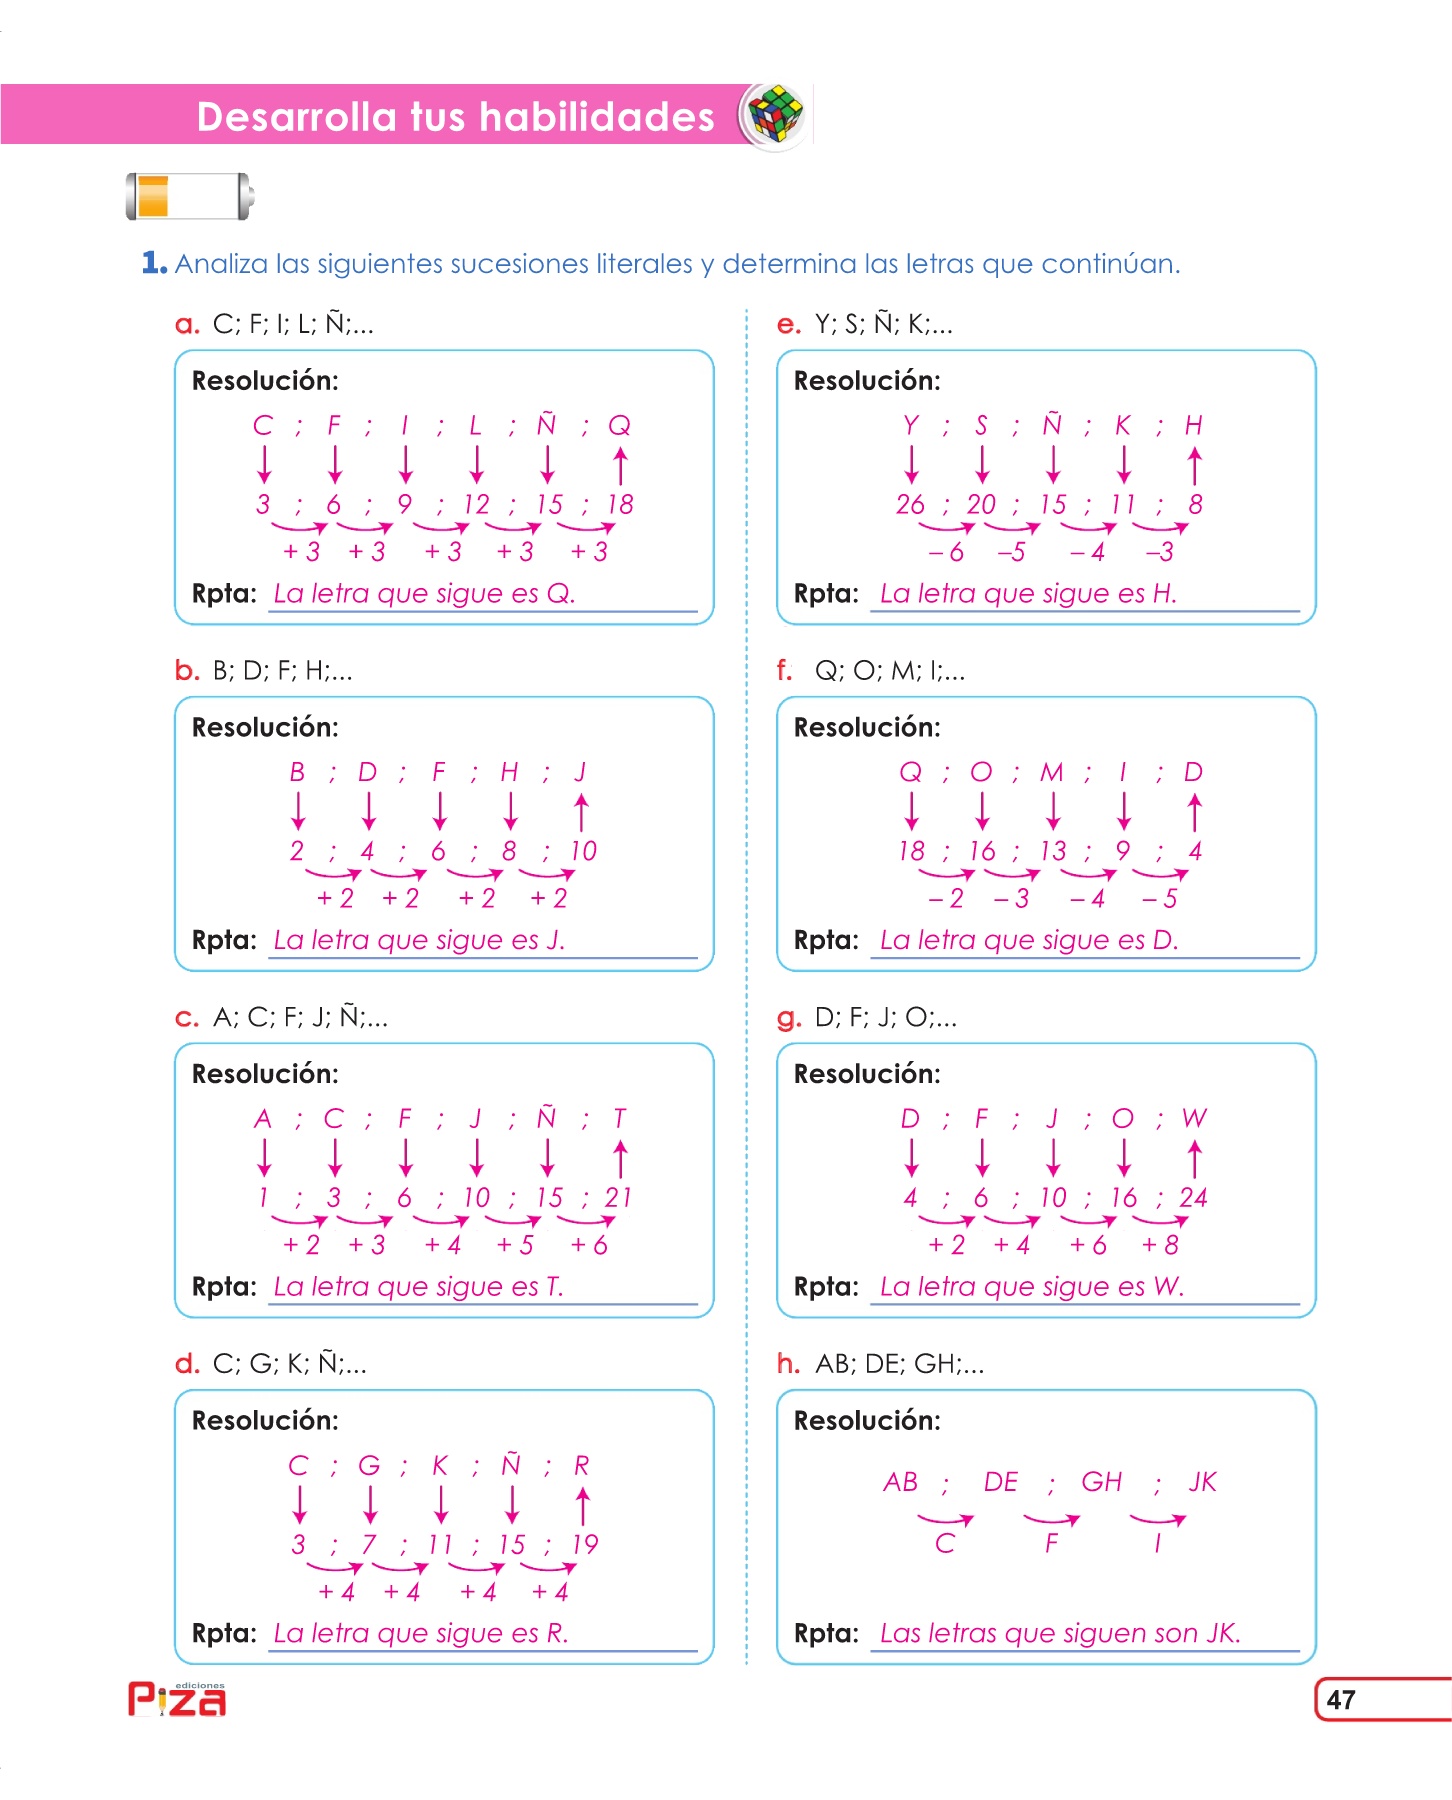 Desarrolla tus habilidades
1. Analiza las siguientes sucesiones literales y determina las letras que continúan.
a. C; F; I; L; Ñ;...
Resolución:
C ; F ; I ; L ; Ñ ; Q
3 ; 6 ; 9 ; 12 ; 15 ; 18
+ 3 + 3 + 3 + 3 + 3
Rpta: La letra que sigue es Q.
b. B; D; F; H;...
Resolución:
B ; D ; F ; H ; J
2 ; 4 ; 6 ; 8 ; 10
+ 2 + 2 + 2 + 2
Rpta: La letra que sigue es J.
c. A; C; F; J; Ñ;...
Resolución:
A ; C ; F ; J ; Ñ ; T
1 ; 3 ; 6 ; 10 ; 15 ; 21
+ 2 + 3 + 4 + 5 + 6
Rpta: La letra que sigue es T.
d. C; G; K; Ñ;...
Resolución:
C ; G ; K ; Ñ ; R
3 ; 7 ; 11 ; 15 ; 19
+ 4 + 4 + 4 + 4
Rpta: La letra que sigue es R.
e. Y; S; Ñ; K;...
Resolución:
Y ; S ; Ñ ; K ; H
26 ; 20 ; 15 ; 11 ; 8
– 6 –5 – 4 –3
Rpta: La letra que sigue es H.
f. Q; O; M; I;...
Resolución:
Q ; O ; M ; I ; D
18 ; 16 ; 13 ; 9 ; 4
– 2 – 3 – 4 – 5
Rpta: La letra que sigue es D.
g. D; F; J; O;...
Resolución:
D ; F ; J ; O ; W
4 ; 6 ; 10 ; 16 ; 24
+ 2 + 4 + 6 + 8
Rpta: La letra que sigue es W.
h. AB; DE; GH;...
Resolución:
AB ; DE ; GH ; JK
C F I
Rpta: Las letras que siguen son JK.
ediciones
Piza
47